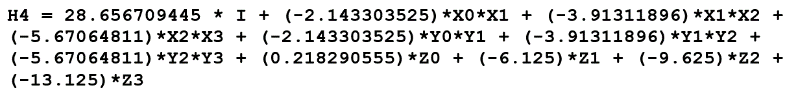 H4 = 28.656709445 * I + (-2.143303525)*X0*X1 + (-3.91311896)*X1*X2 +
(-5.67064811)*X2*X3 + (-2.143303525)*Y0*Y1 + (-3.91311896)*Y1*Y2 +
(-5.67064811)*Y2*Y3 + (0.218290555)*Z0 + (-6.125)*Z1 + (-9.625)*Z2 +
(-13.125)*Z3